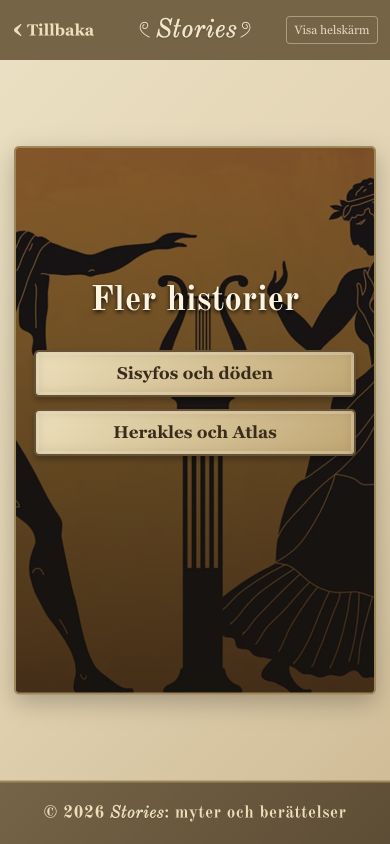 Tillbaka
Stories
Visa helskärm
Fler historier
Sisyfos och döden
Herakles och Atlas
© 2026 Stories: myter och berättelser